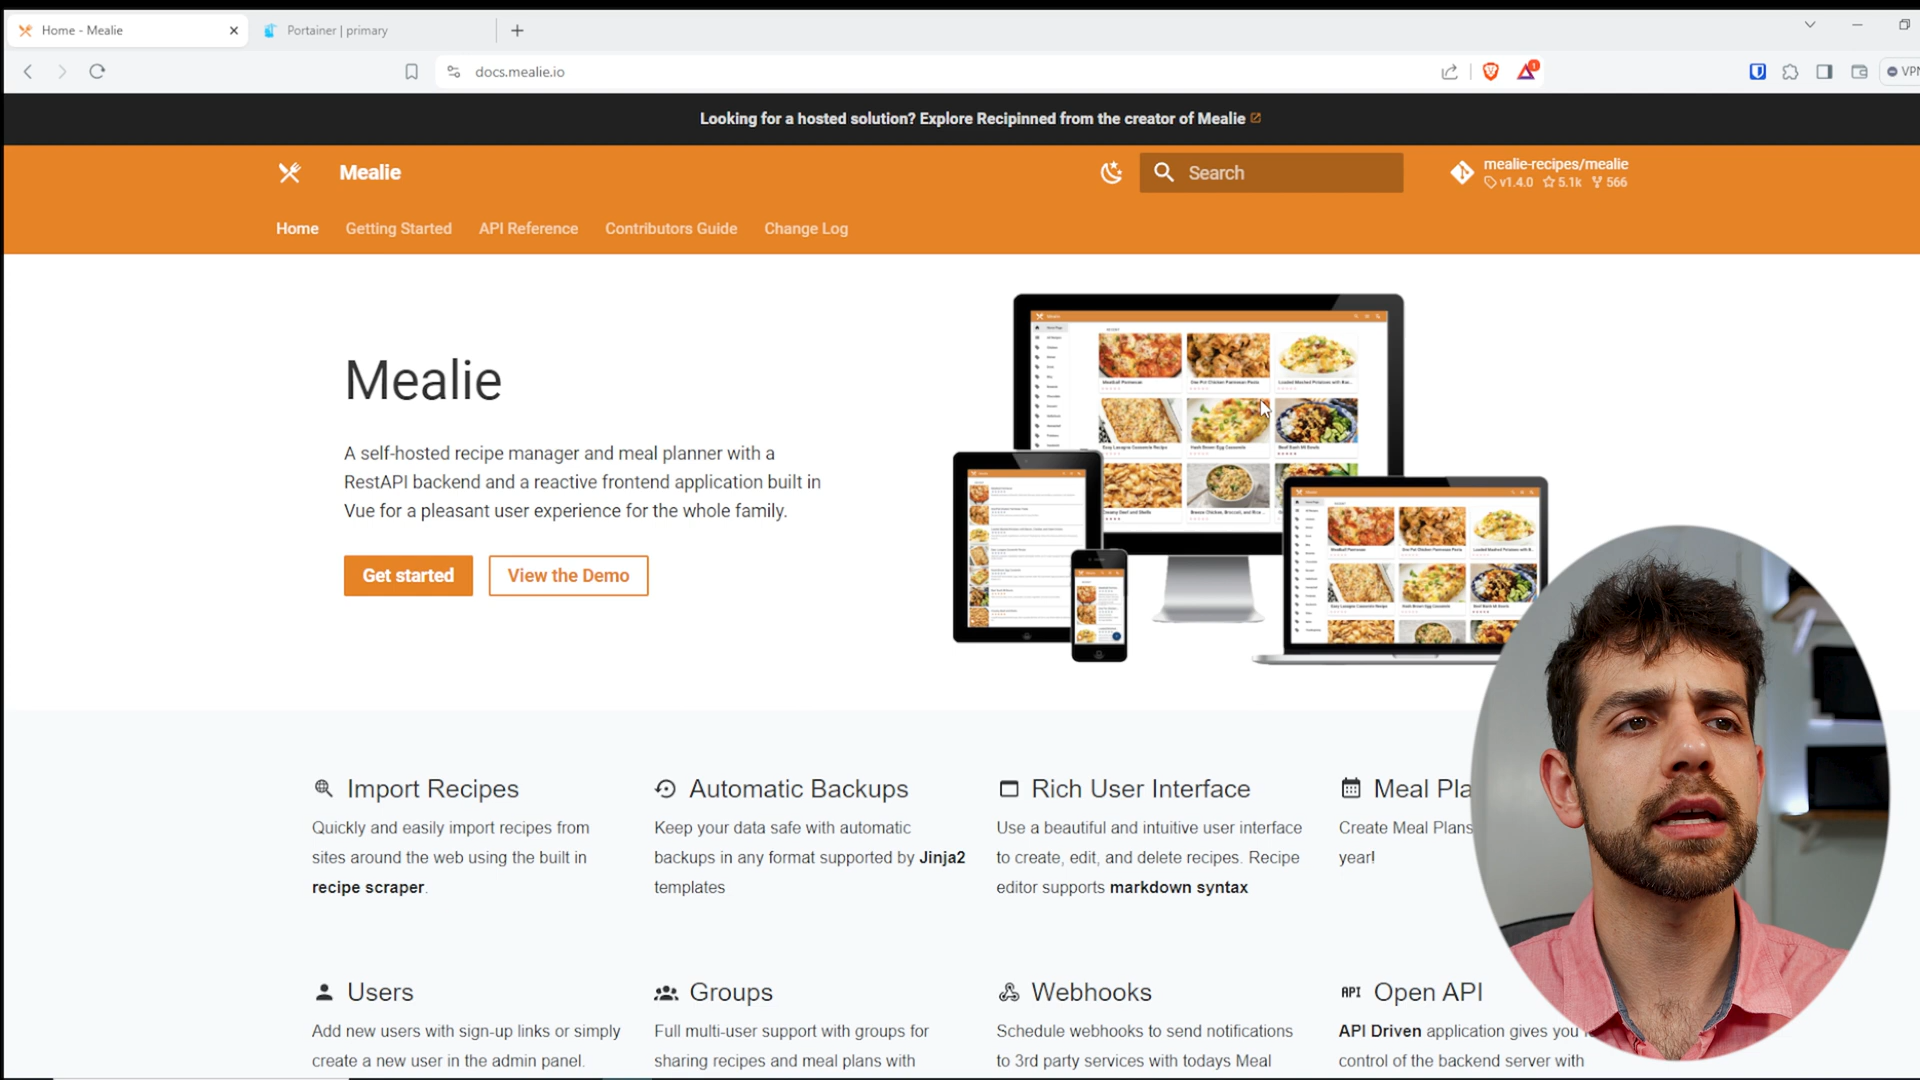 Home - Mealie
Portainer | primary
docs.mealie.io
1
VPN
Looking for a hosted solution? Explore Recipinned from the creator of Mealie
Mealie
Search
mealie-recipes/mealie
v1.4.0 5.1k 566
Home Getting Started API Reference Contributors Guide Change Log
Mealie
A self-hosted recipe manager and meal planner with a
RestAPI backend and a reactive frontend application built in
Vue for a pleasant user experience for the whole family.
Get started
View the Demo
Import Recipes
Quickly and easily import recipes from
sites around the web using the built in
recipe scraper.
Automatic Backups
Keep your data safe with automatic
backups in any format supported by Jinja2
templates
Rich User Interface
Use a beautiful and intuitive user interface
to create, edit, and delete recipes. Recipe
editor supports markdown syntax
Meal Pla
Create Meal Plans
year!
Users
Add new users with sign-up links or simply
create a new user in the admin panel.
Groups
Full multi-user support with groups for
sharing recipes and meal plans with
Webhooks
Schedule webhooks to send notifications
to 3rd party services with todays Meal
API Open API
API Driven application gives you
control of the backend server with